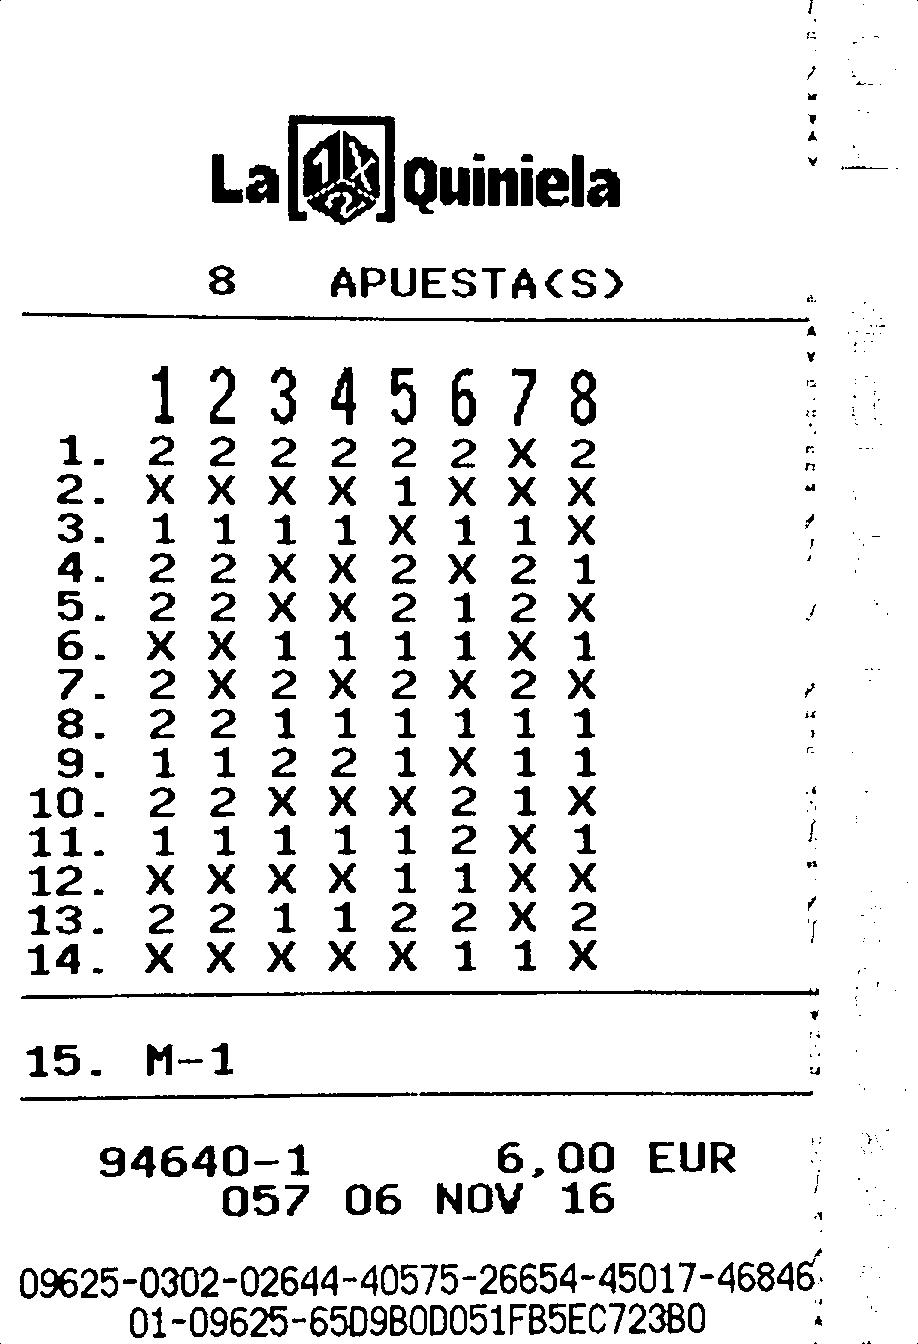 La 1X2 Quiniela
8 APUESTA(S)
1 2 3 4 5 6 7 8
1. 2 2 2 2 2 2 X 2
2. X X X X 1 X X X
3. 1 1 1 1 X 1 1 X
4. 2 2 X X 2 X 2 1
5. 2 2 X X 2 1 2 X
6. X X 1 1 1 1 X 1
7. 2 X 2 X 2 X 2 X
8. 2 2 1 1 1 1 1 1
9. 1 1 2 2 1 X 1 1
10. 2 2 X X X 2 1 X
11. 1 1 1 1 1 2 X 1
12. X X X X 1 1 X X
13. 2 2 1 1 2 2 X 2
14. X X X X X 1 1 X
15. M-1
94640-1 6,00 EUR
057 06 NOV 16
09625-0302-02644-40575-26654-45017-46846
01-09625-65D9B0D051FB5EC723B0